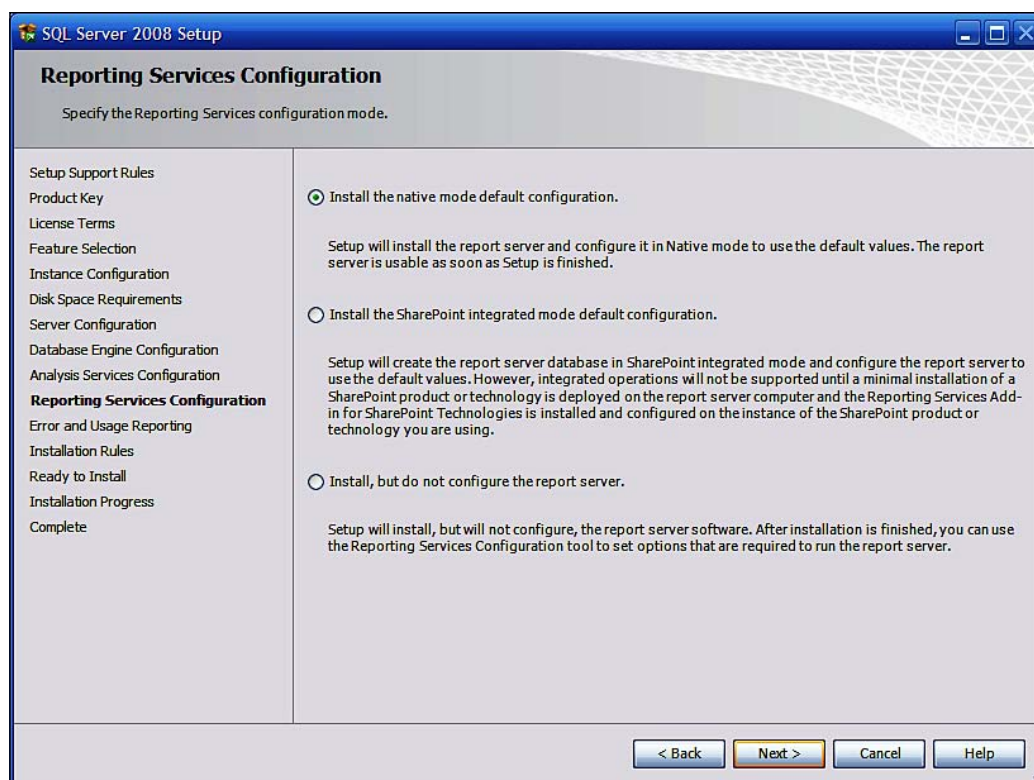 SQL Server 2008 Setup
Reporting Services Configuration
Specify the Reporting Services configuration mode.
Setup Support Rules
Product Key
License Terms
Feature Selection
Instance Configuration
Disk Space Requirements
Server Configuration
Database Engine Configuration
Analysis Services Configuration
Reporting Services Configuration
Error and Usage Reporting
Installation Rules
Ready to Install
Installation Progress
Complete
Install the native mode default configuration.
Setup will install the report server and configure it in Native mode to use the default values. The report
server is usable as soon as Setup is finished.
Install the SharePoint integrated mode default configuration.
Setup will create the report server database in SharePoint integrated mode and configure the report server to
use the default values. However, integrated operations will not be supported until a minimal installation of a
SharePoint product or technology is deployed on the report server computer and the Reporting Services Add-
in for SharePoint Technologies is installed and configured on the instance of the SharePoint product or
technology you are using.
Install, but do not configure the report server.
Setup will install, but will not configure, the report server software. After installation is finished, you can use
the Reporting Services Configuration tool to set options that are required to run the report server.
< Back
Next >
Cancel
Help